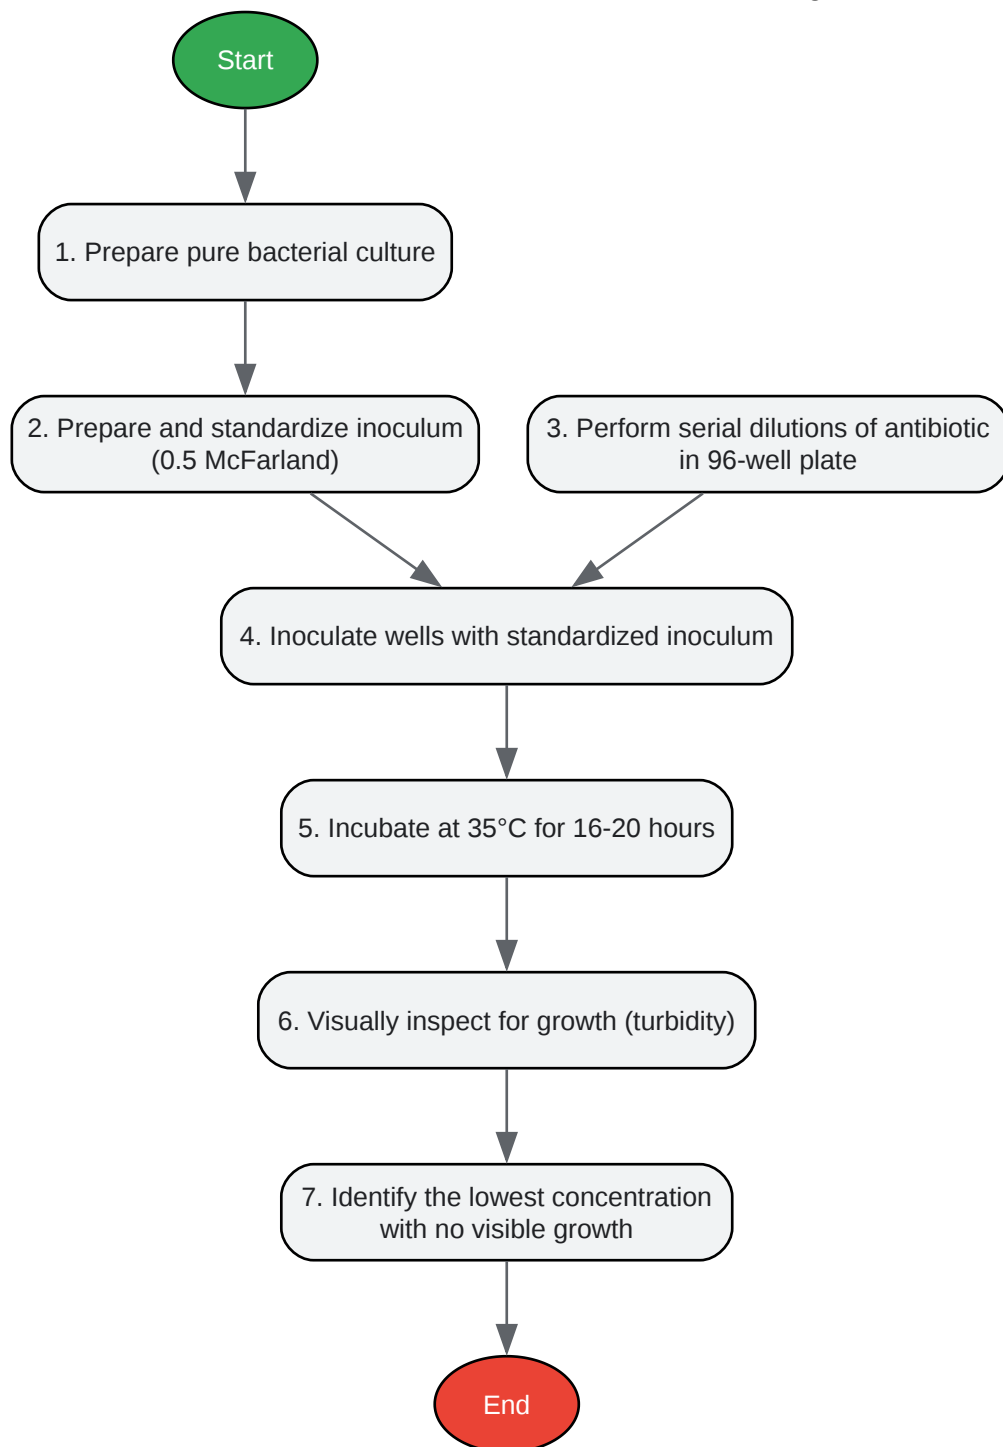 Start
1. Prepare pure bacterial culture
2. Prepare and standardize inoculum
(0.5 McFarland)
3. Perform serial dilutions of antibiotic
in 96-well plate
4. Inoculate wells with standardized inoculum
5. Incubate at 35°C for 16-20 hours
6. Visually inspect for growth (turbidity)
7. Identify the lowest concentration
with no visible growth
End